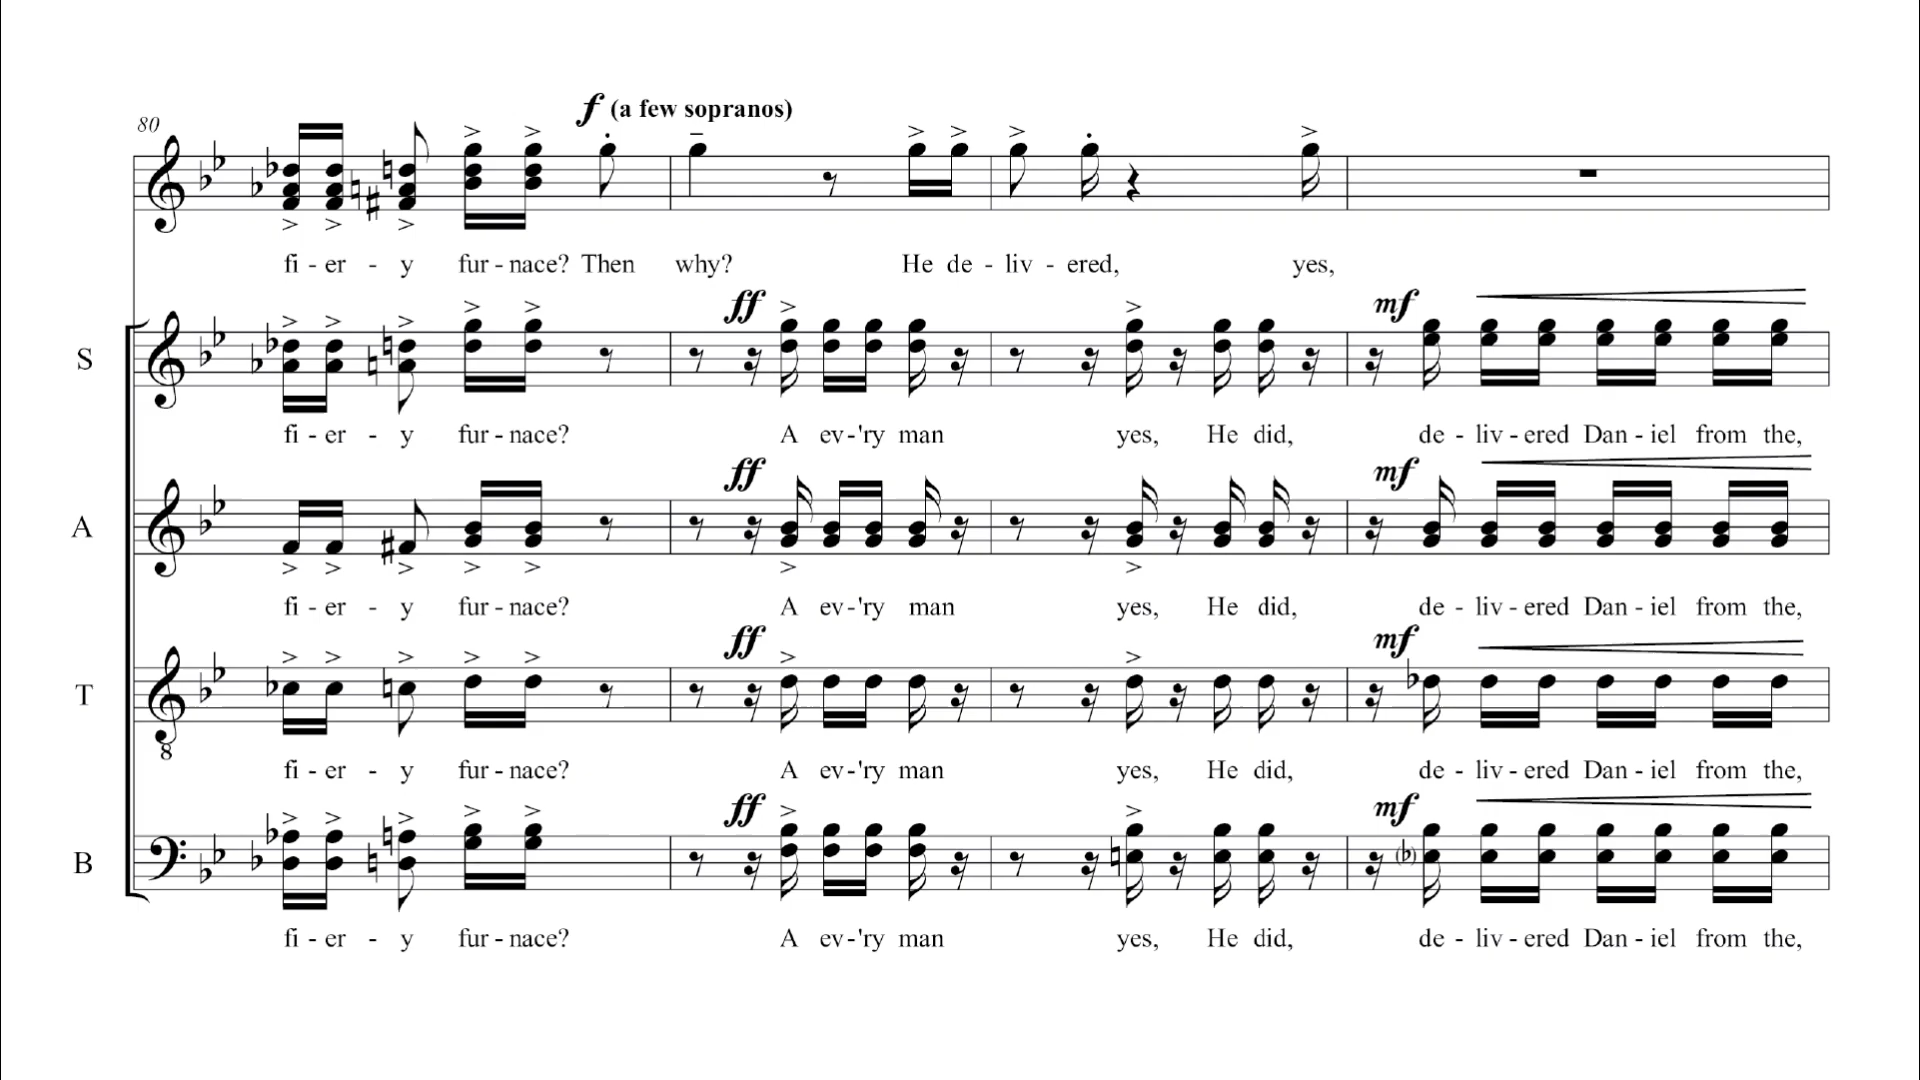 f (a few sopranos)
80
fi - er - y fur - nace? Then why? He de - liv - ered, yes,
ff mf
S
fi - er - y fur - nace? A ev - 'ry man yes, He did, de - liv - ered Dan - iel from the,
ff mf
A
fi - er - y fur - nace? A ev - 'ry man yes, He did, de - liv - ered Dan - iel from the,
ff mf
T
8
fi - er - y fur - nace? A ev - 'ry man yes, He did, de - liv - ered Dan - iel from the,
ff mf
B
fi - er - y fur - nace? A ev - 'ry man yes, He did, de - liv - ered Dan - iel from the,